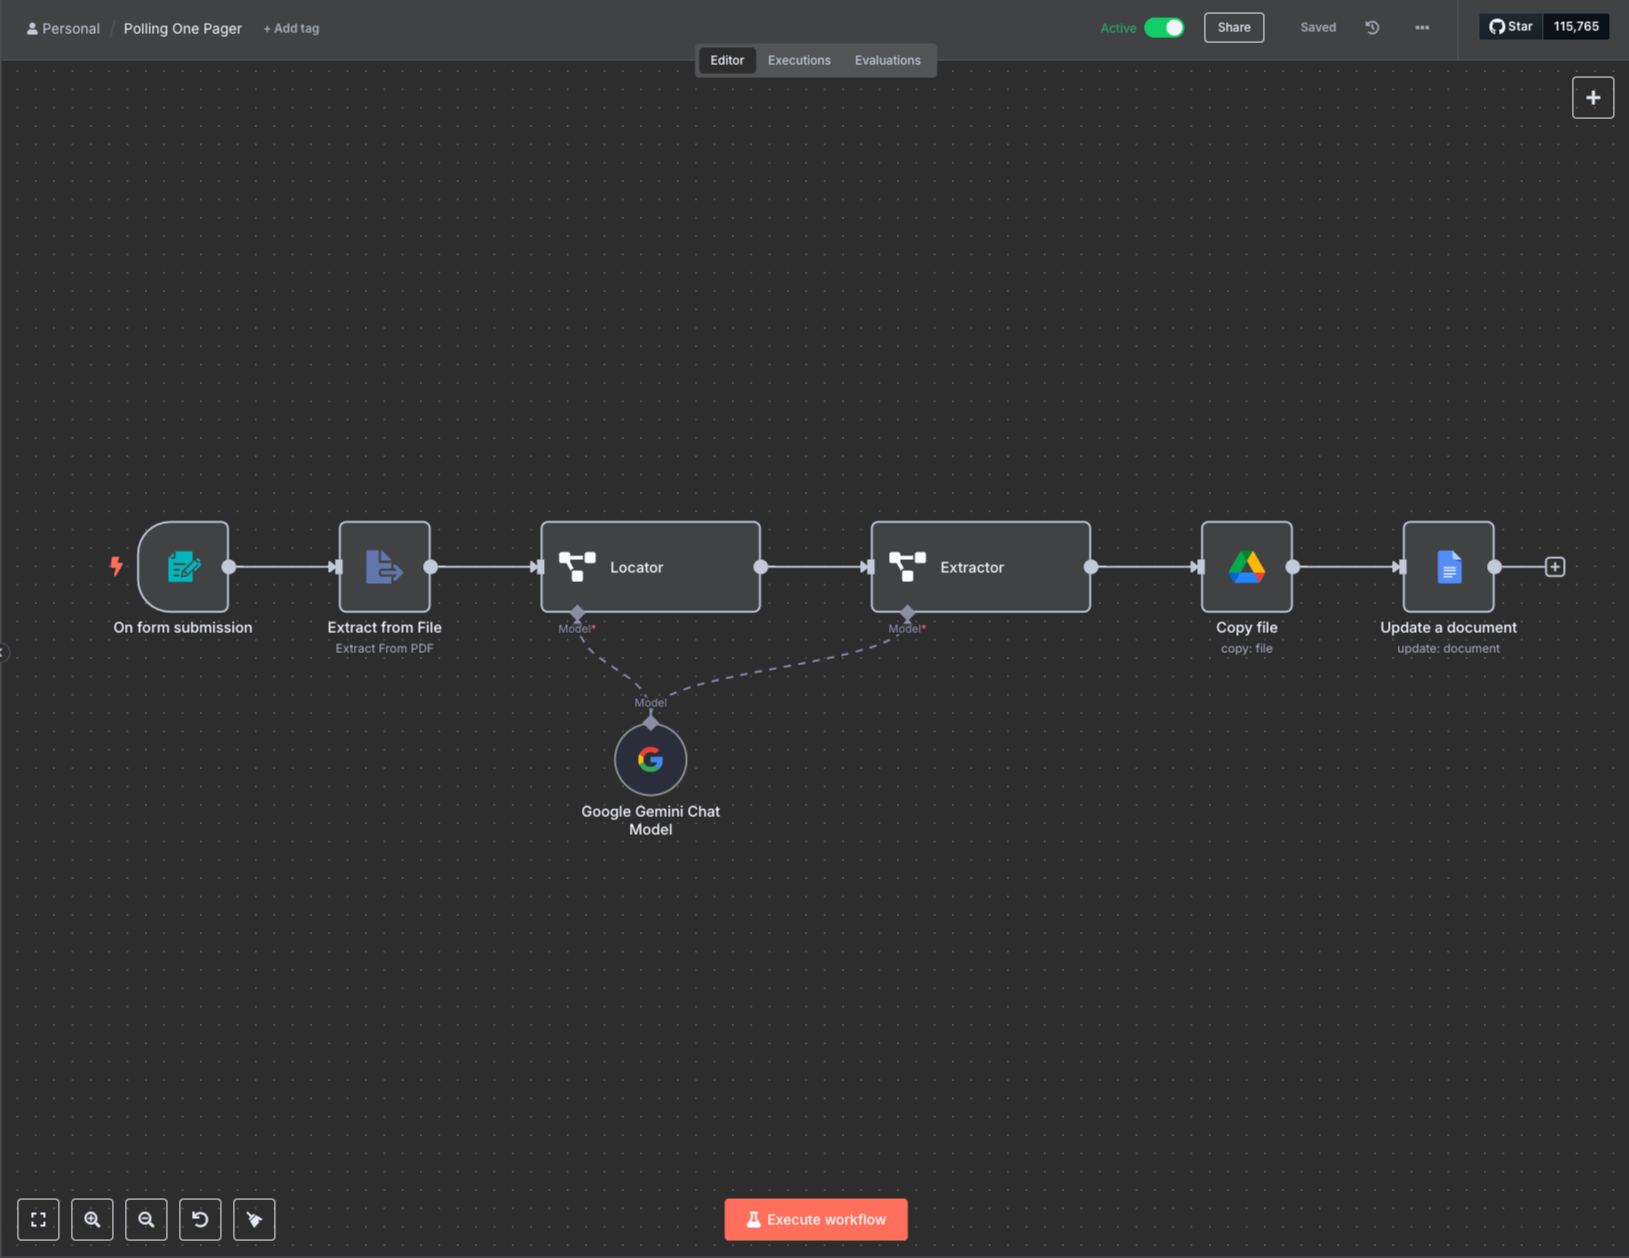 Personal / Polling One Pager + Add tag
Active Share Saved ... Star 115,765
Editor Executions Evaluations
On form submission
Extract from File
Extract From PDF
Locator
Model*
Extractor
Model*
Copy file
copy: file
Update a document
update: document
Model
Google Gemini Chat
Model
Execute workflow